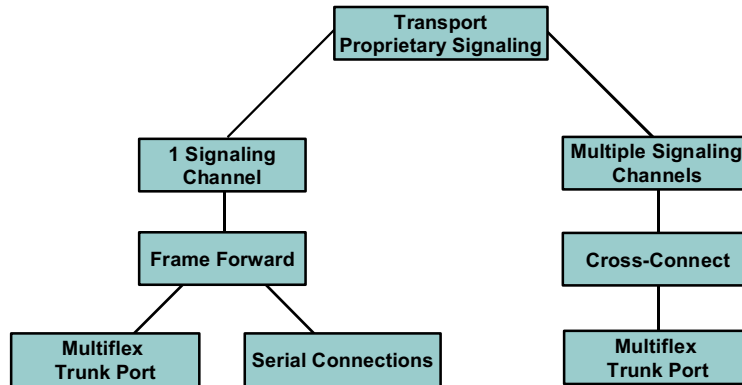 Transport
Proprietary Signaling
1 Signaling
Channel
Multiple Signaling
Channels
Frame Forward
Cross-Connect
Multiflex
Trunk Port
Serial Connections
Multiflex
Trunk Port